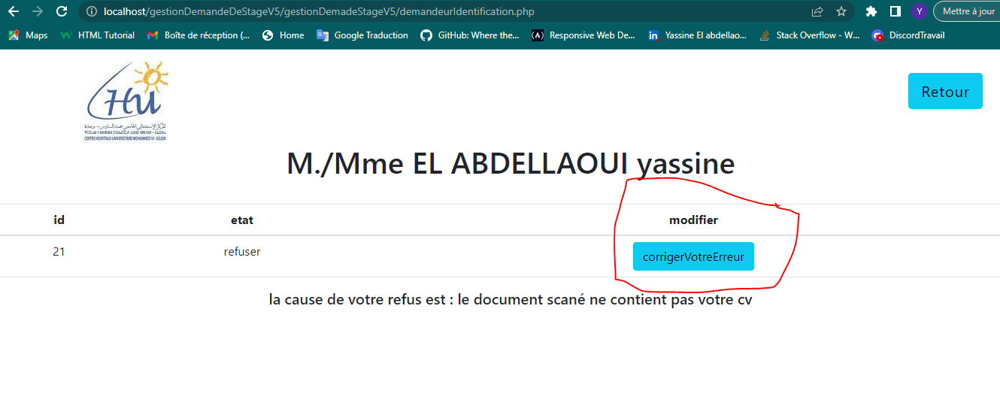 localhost/gestionDemandeDeStageV5/gestionDemadeStageV5/demandeurIdentification.php
Y
Mettre à jour
Maps
HTML Tutorial
Boîte de réception (...
Home
Google Traduction
GitHub: Where the...
Responsive Web De...
Yassine El abdellao...
Stack Overflow - W...
DiscordTravail
Hu
CENTRE HOSPITALO-UNIVERSITAIRE MOHAMMED VI - OUJDA
Retour
M./Mme EL ABDELLAOUI yassine
id etat modifier
21 refuser corrigerVotreErreur
la cause de votre refus est : le document scané ne contient pas votre cv